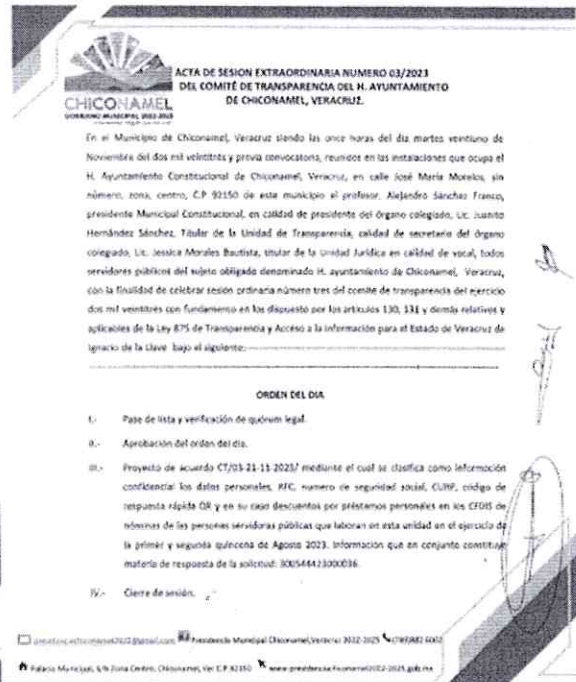 ACTA DE SESION EXTRAORDINARIA NUMERO 03/2023
DEL COMITÉ DE TRANSPARENCIA DEL H. AYUNTAMIENTO
DE CHICONAMEL, VERACRUZ.
CHICONAMEL
GOBIERNO MUNICIPAL 2022-2025
En el Municipio de Chiconamel, Veracruz siendo las once horas del día martes veintiuno de
Noviembre del dos mil veintitrés y previa convocatoria, reunidos en las instalaciones que ocupa el
H. Ayuntamiento Constitucional de Chiconamel, Veracruz, en calle José María Morelos, sin
número, zona, centro, C.P 92150 de este municipio el profesor, Alejandro Sánchez Franco,
presidente Municipal Constitucional, en calidad de presidente del órgano colegiado, Lic. Juanito
Hernández Sánchez, Titular de la Unidad de Transparencia, calidad de secretario del órgano
colegiado, Lic. Jessica Morales Bautista, titular de la Unidad Jurídica en calidad de vocal, todos
servidores públicos del sujeto obligado denominado H. ayuntamiento de Chiconamel, Veracruz,
con la finalidad de celebrar sesión ordinaria número tres del comité de transparencia del ejercicio
dos mil veintitrés con fundamento en los dispuesto por los artículos 130, 131 y demás relativos y
aplicables de la Ley 875 de Transparencia y Acceso a la Información para el Estado de Veracruz de
Ignacio de la Llave bajo el siguiente:
ORDEN DEL DIA
I.- Pase de lista y verificación de quórum legal.
II.- Aprobación del orden del día.
III.- Proyecto de acuerdo CT/03-21-11-2023/ mediante el cual se clasifica como información
confidencial los datos personales, RFC, numero de seguridad social, CURP, código de
respuesta rápida QR y en su caso descuentos por préstamos personales en los CFDIS de
nóminas de las personas servidoras públicas que laboran en esta unidad en el ejercicio de
la primer y segunda quincena de Agosto 2023. Información que en conjunto constituye
materia de respuesta de la solicitud: 300544423000036.
IV.- Cierre de sesión.
Presidencia Municipal Chiconamel, Veracruz 2022-2025
Palacio Municipal, S/N Zona Centro, Chiconamel, Ver C.P 92150